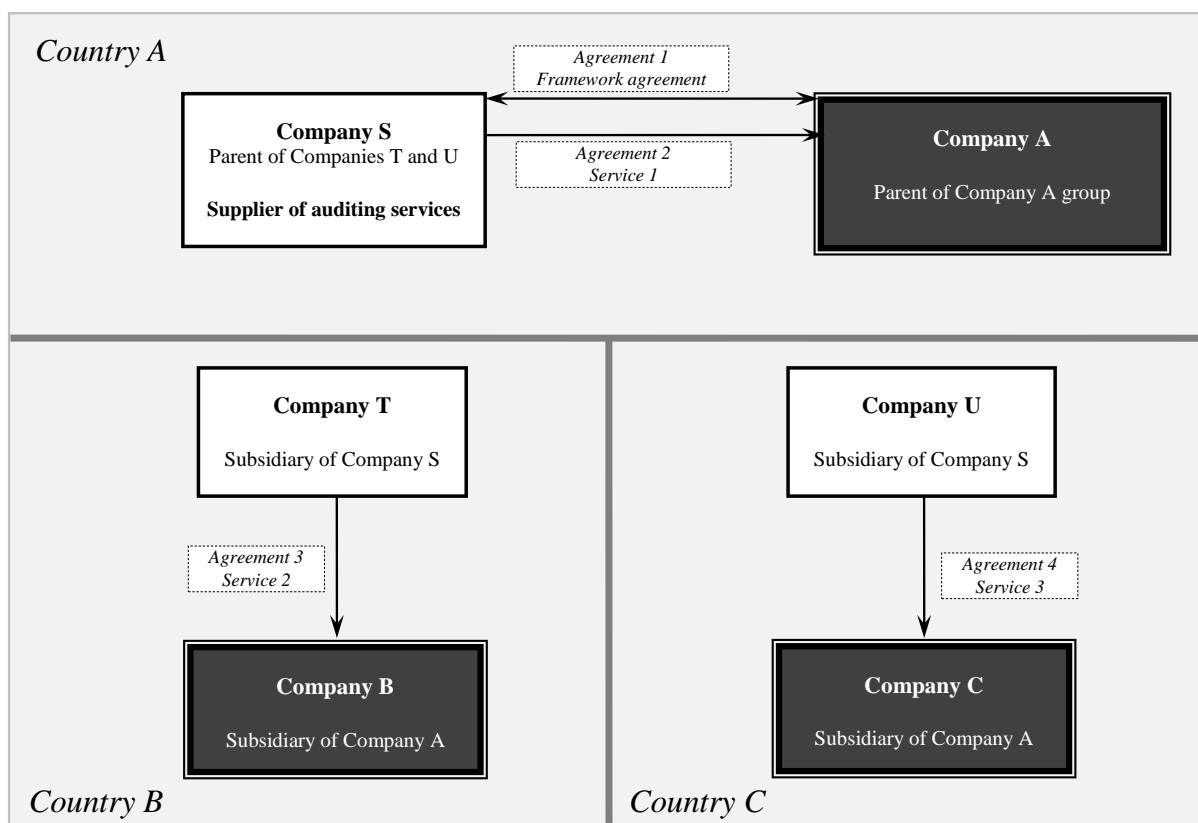 Country A
Agreement 1
Framework agreement
Company S
Parent of Companies T and U
Supplier of auditing services
Agreement 2
Service 1
Company A
Parent of Company A group
Company T
Subsidiary of Company S
Agreement 3
Service 2
Company B
Subsidiary of Company A
Country B
Company U
Subsidiary of Company S
Agreement 4
Service 3
Company C
Subsidiary of Company A
Country C